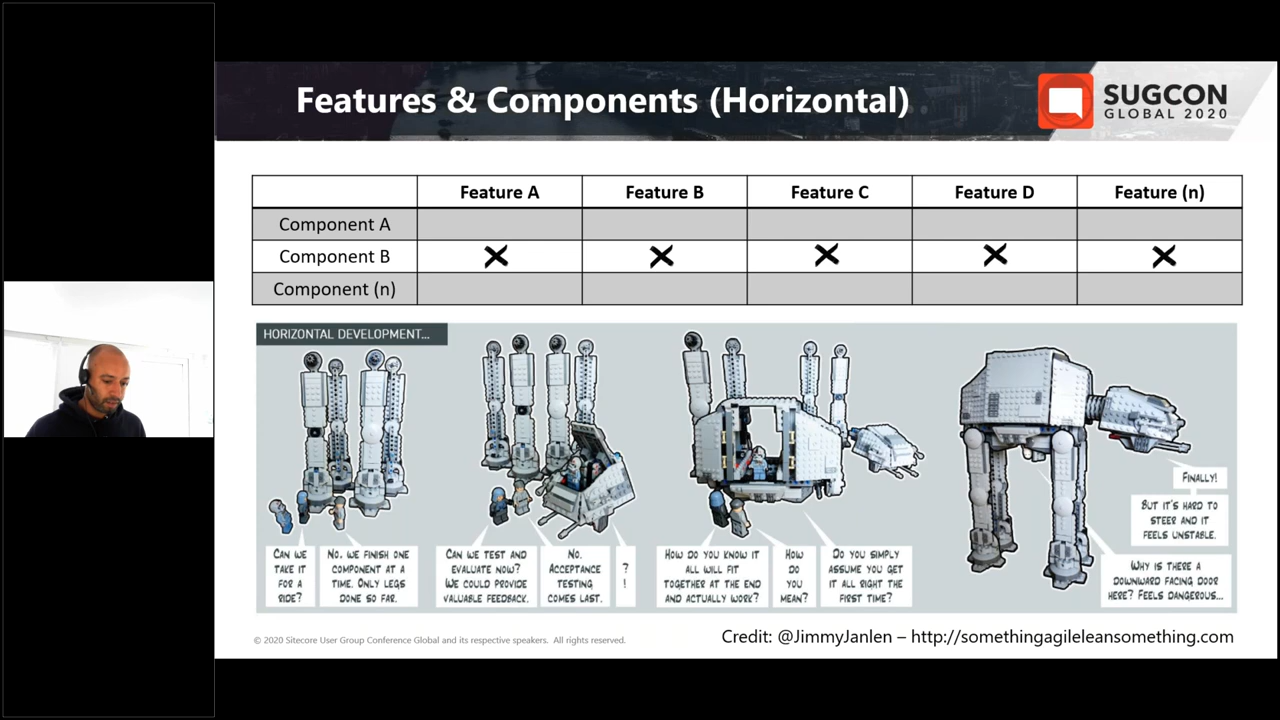 Features & Components (Horizontal)
SUGCON
GLOBAL 2020
Feature A Feature B Feature C Feature D Feature (n)
Component A
Component B
Component (n)
HORIZONTAL DEVELOPMENT...
CAN WE
TAKE IT
FOR A
RIDE?
NO, WE FINISH ONE
COMPONENT AT A
TIME. ONLY LEGS
DONE SO FAR.
CAN WE TEST AND
EVALUATE NOW?
WE COULD PROVIDE
VALUABLE FEEDBACK.
NO.
ACCEPTANCE
TESTING
COMES LAST.
?
!
HOW DO YOU KNOW IT
ALL WILL FIT
TOGETHER AT THE END
AND ACTUALLY WORK?
HOW
DO
YOU
MEAN?
DO YOU SIMPLY
ASSUME YOU GET
IT ALL RIGHT THE
FIRST TIME?
FINALLY!
BUT IT'S HARD TO
STEER AND IT
FEELS UNSTABLE.
WHY IS THERE A
DOWNWARD FACING DOOR
HERE? FEELS DANGEROUS...
© 2020 Sitecore User Group Conference Global and its respective speakers. All rights reserved.
Credit: @JimmyJanlen – http://somethingagileleansomething.com